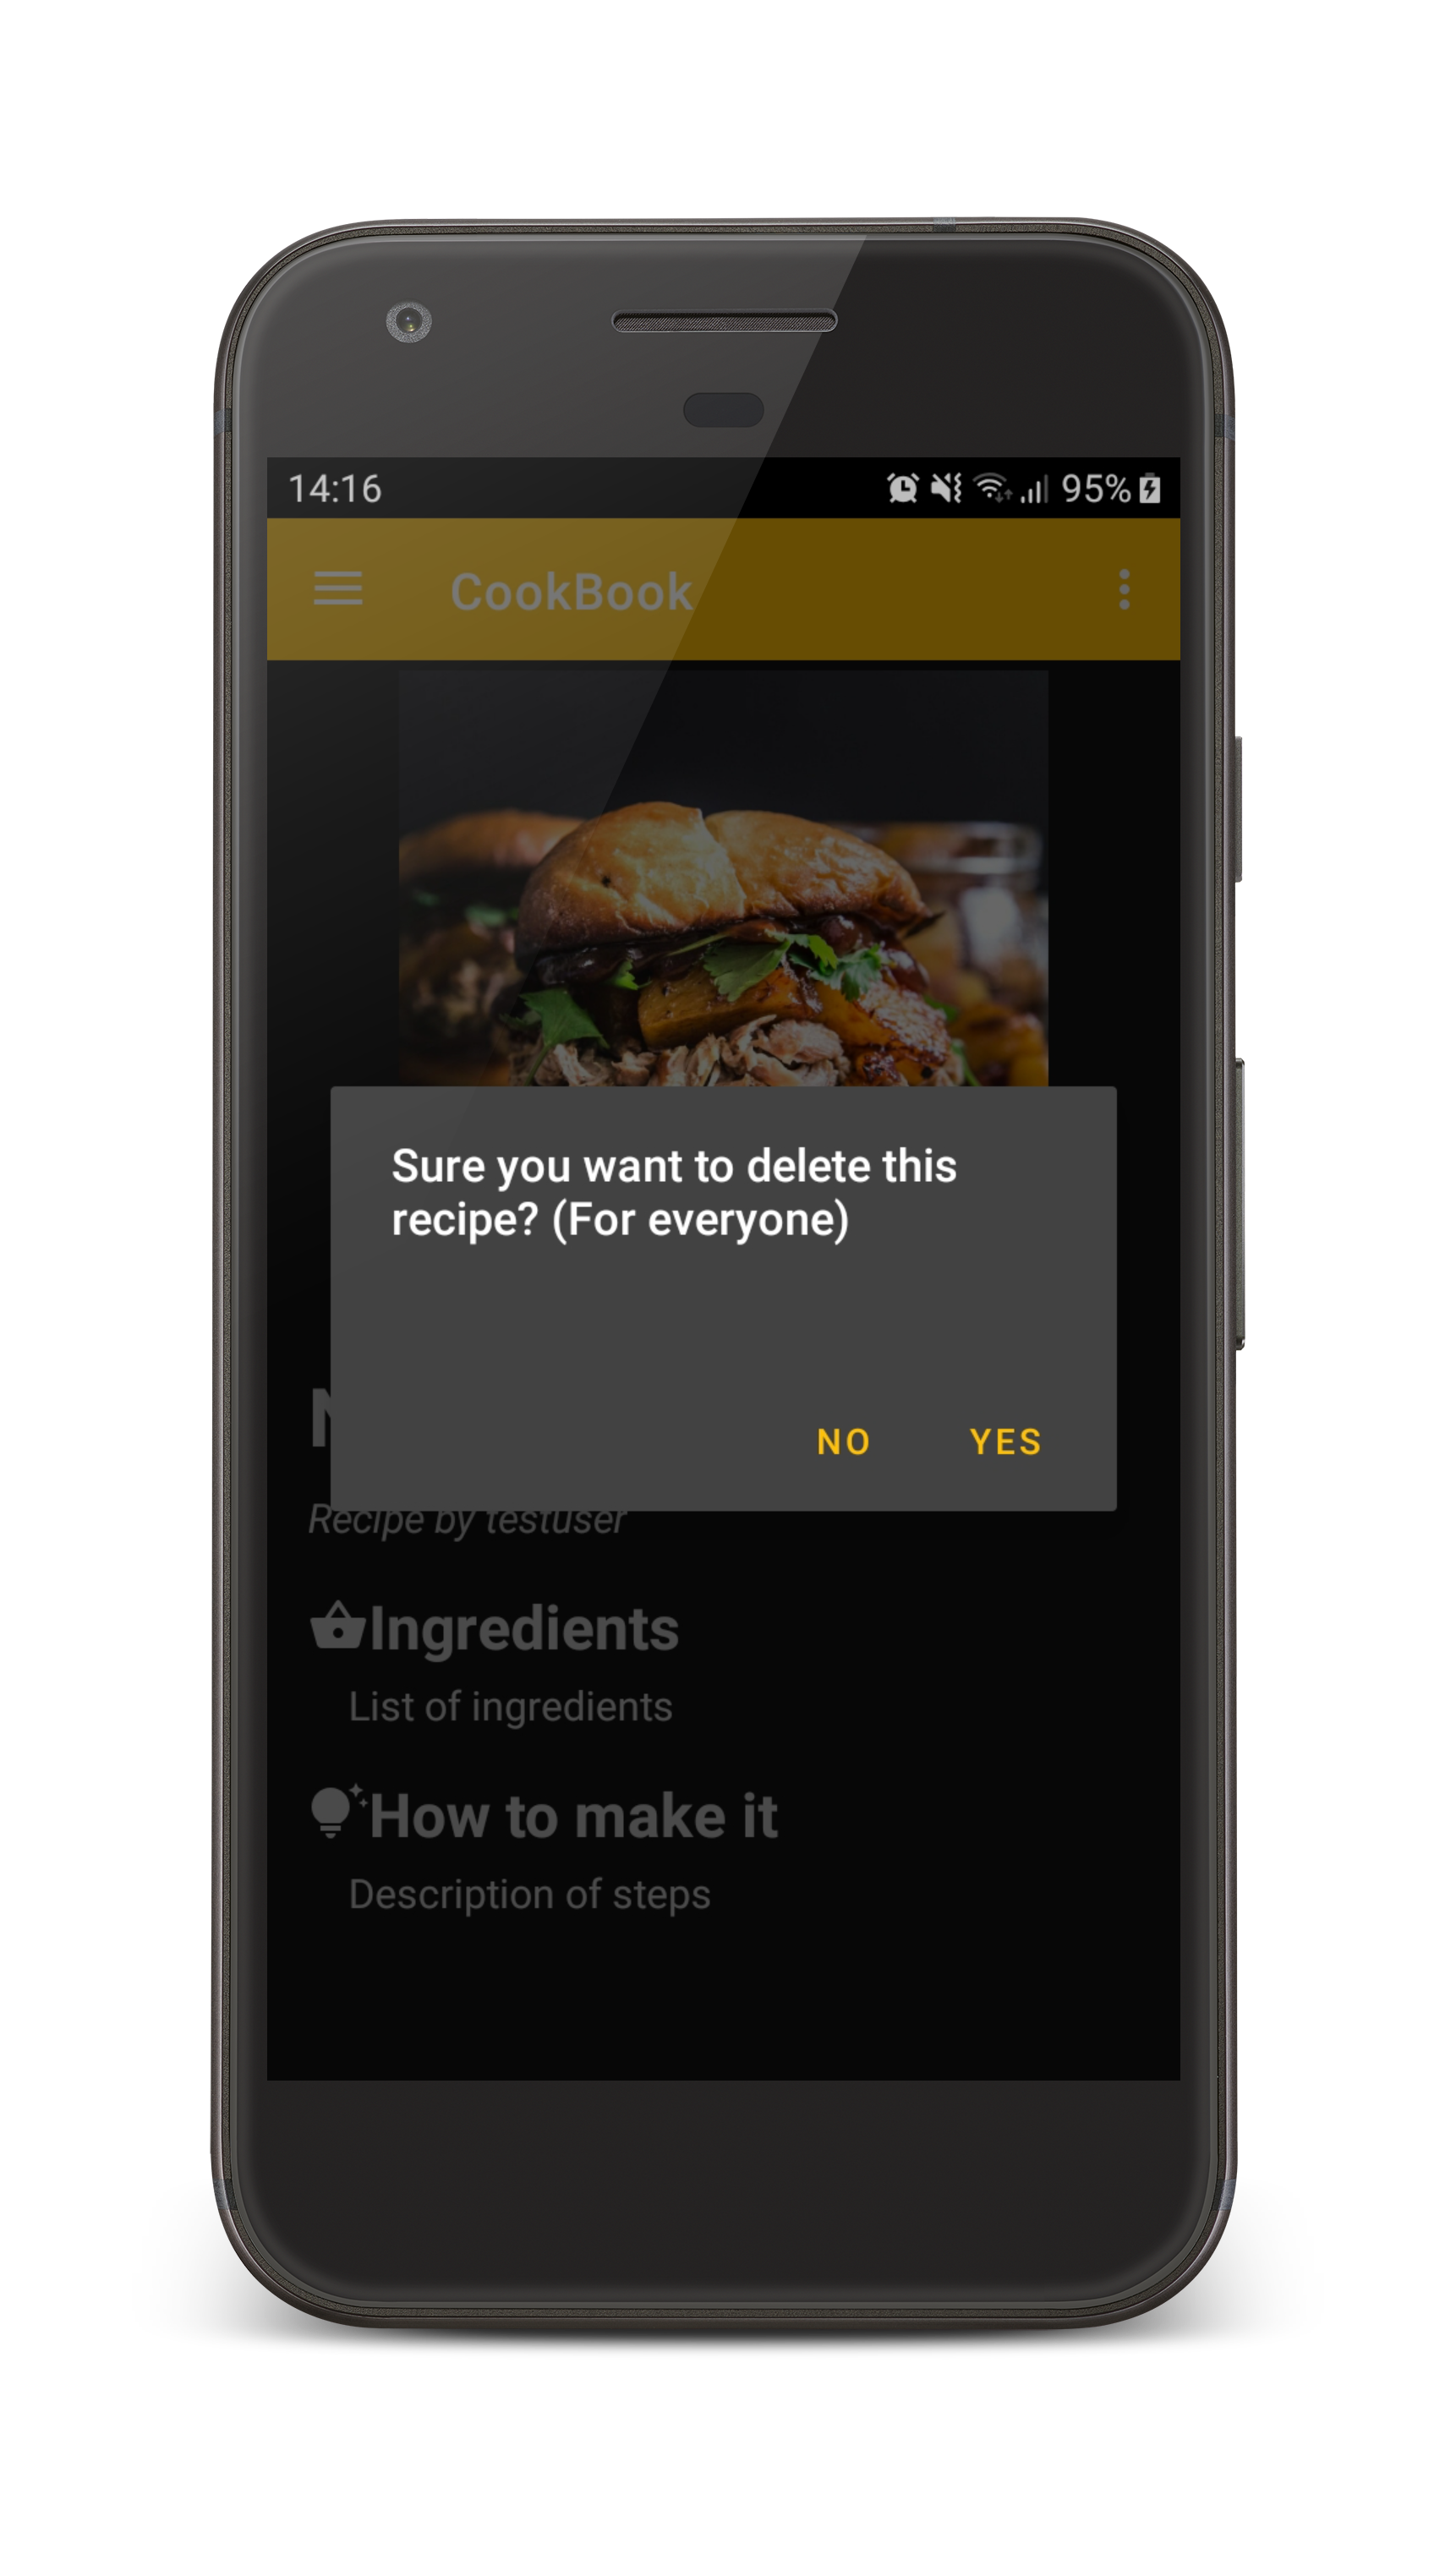 14:16 95%
CookBook
Sure you want to delete this
recipe? (For everyone)
NO YES
Recipe by testuser
Ingredients
List of ingredients
How to make it
Description of steps